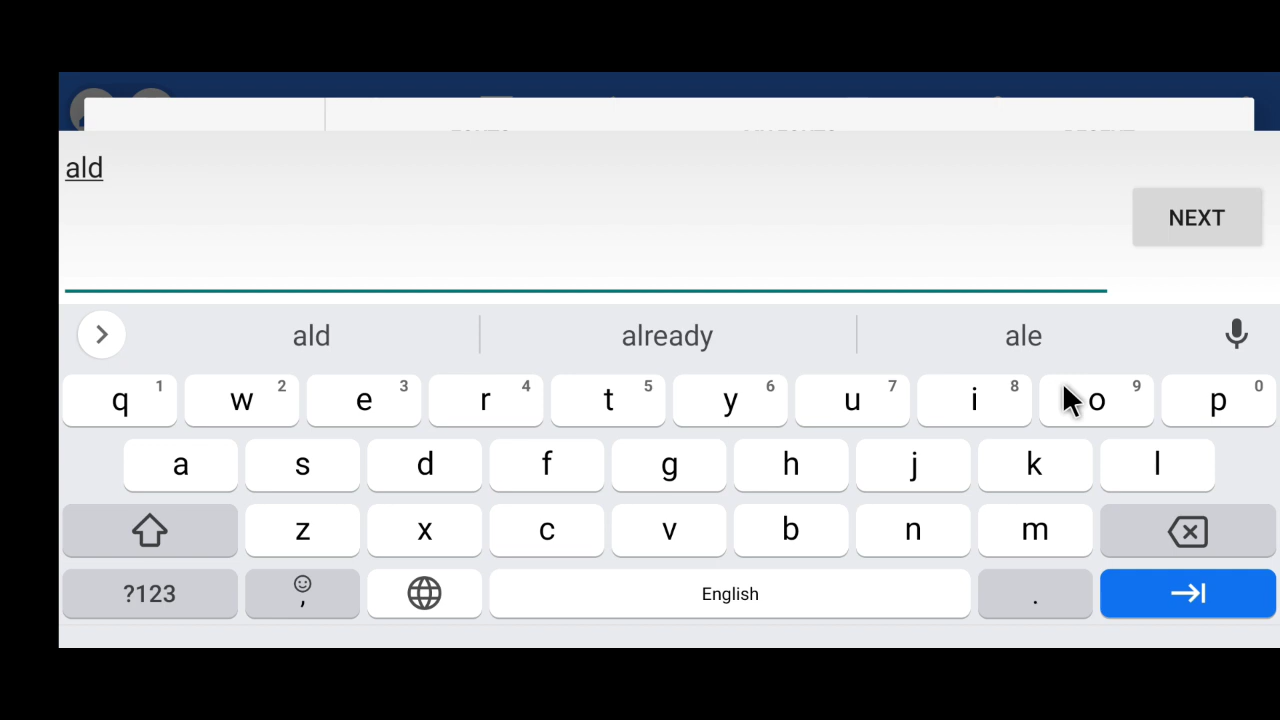 ald
NEXT
ald already ale
q 1 w 2 e 3 r 4 t 5 y 6 u 7 i 8 o 9 p 0
a s d f g h j k l
z x c v b n m
?123 , English .